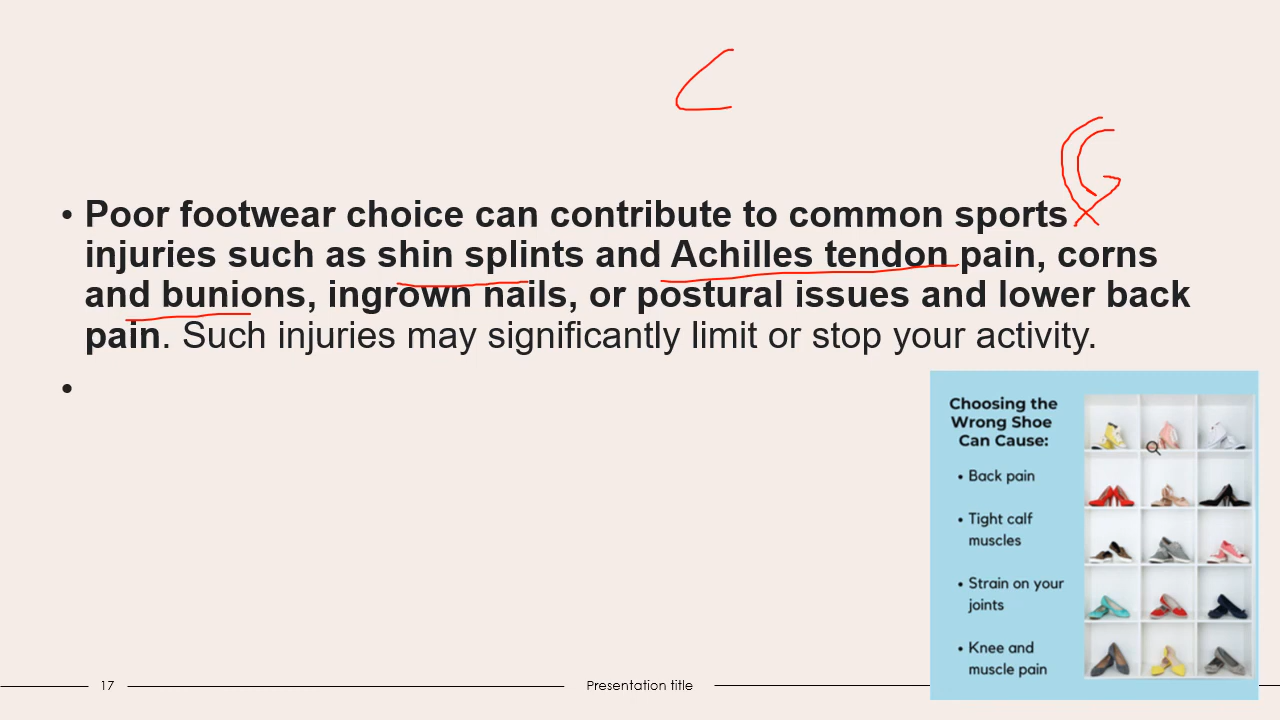 • Poor footwear choice can contribute to common sports
injuries such as shin splints and Achilles tendon pain, corns
and bunions, ingrown nails, or postural issues and lower back
pain. Such injuries may significantly limit or stop your activity.
•
Choosing the
Wrong Shoe
Can Cause:
• Back pain
• Tight calf
muscles
• Strain on your
joints
• Knee and
muscle pain
17
Presentation title